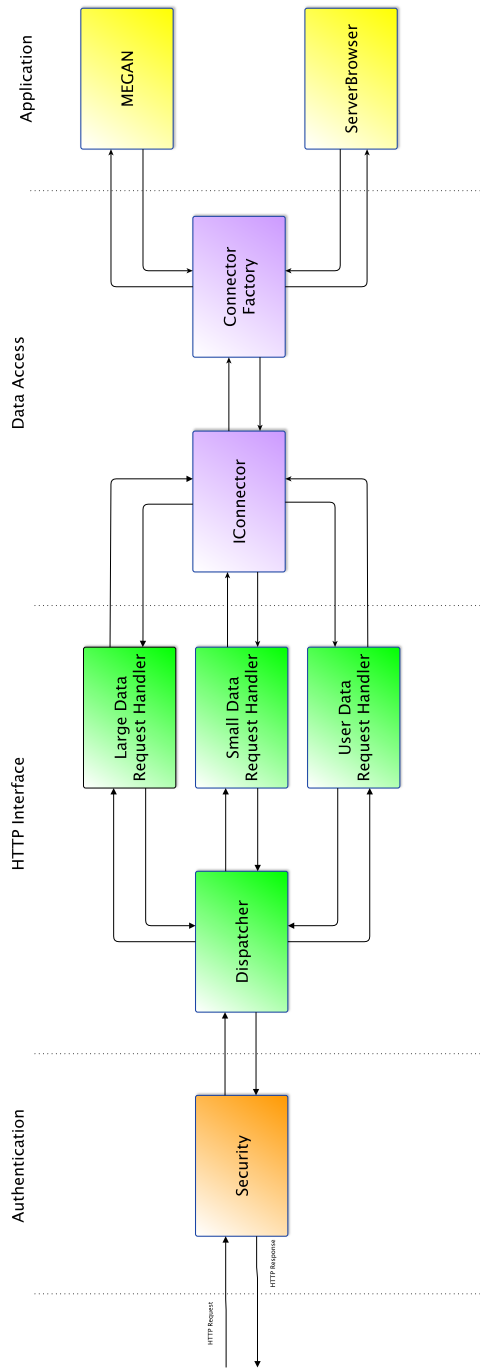 Application
MEGAN
ServerBrowser
Data Access
Connector
Factory
IConnector
HTTP Interface
Large Data
Request Handler
Small Data
Request Handler
User Data
Request Handler
Dispatcher
Authentication
Security
HTTP Request
HTTP Response